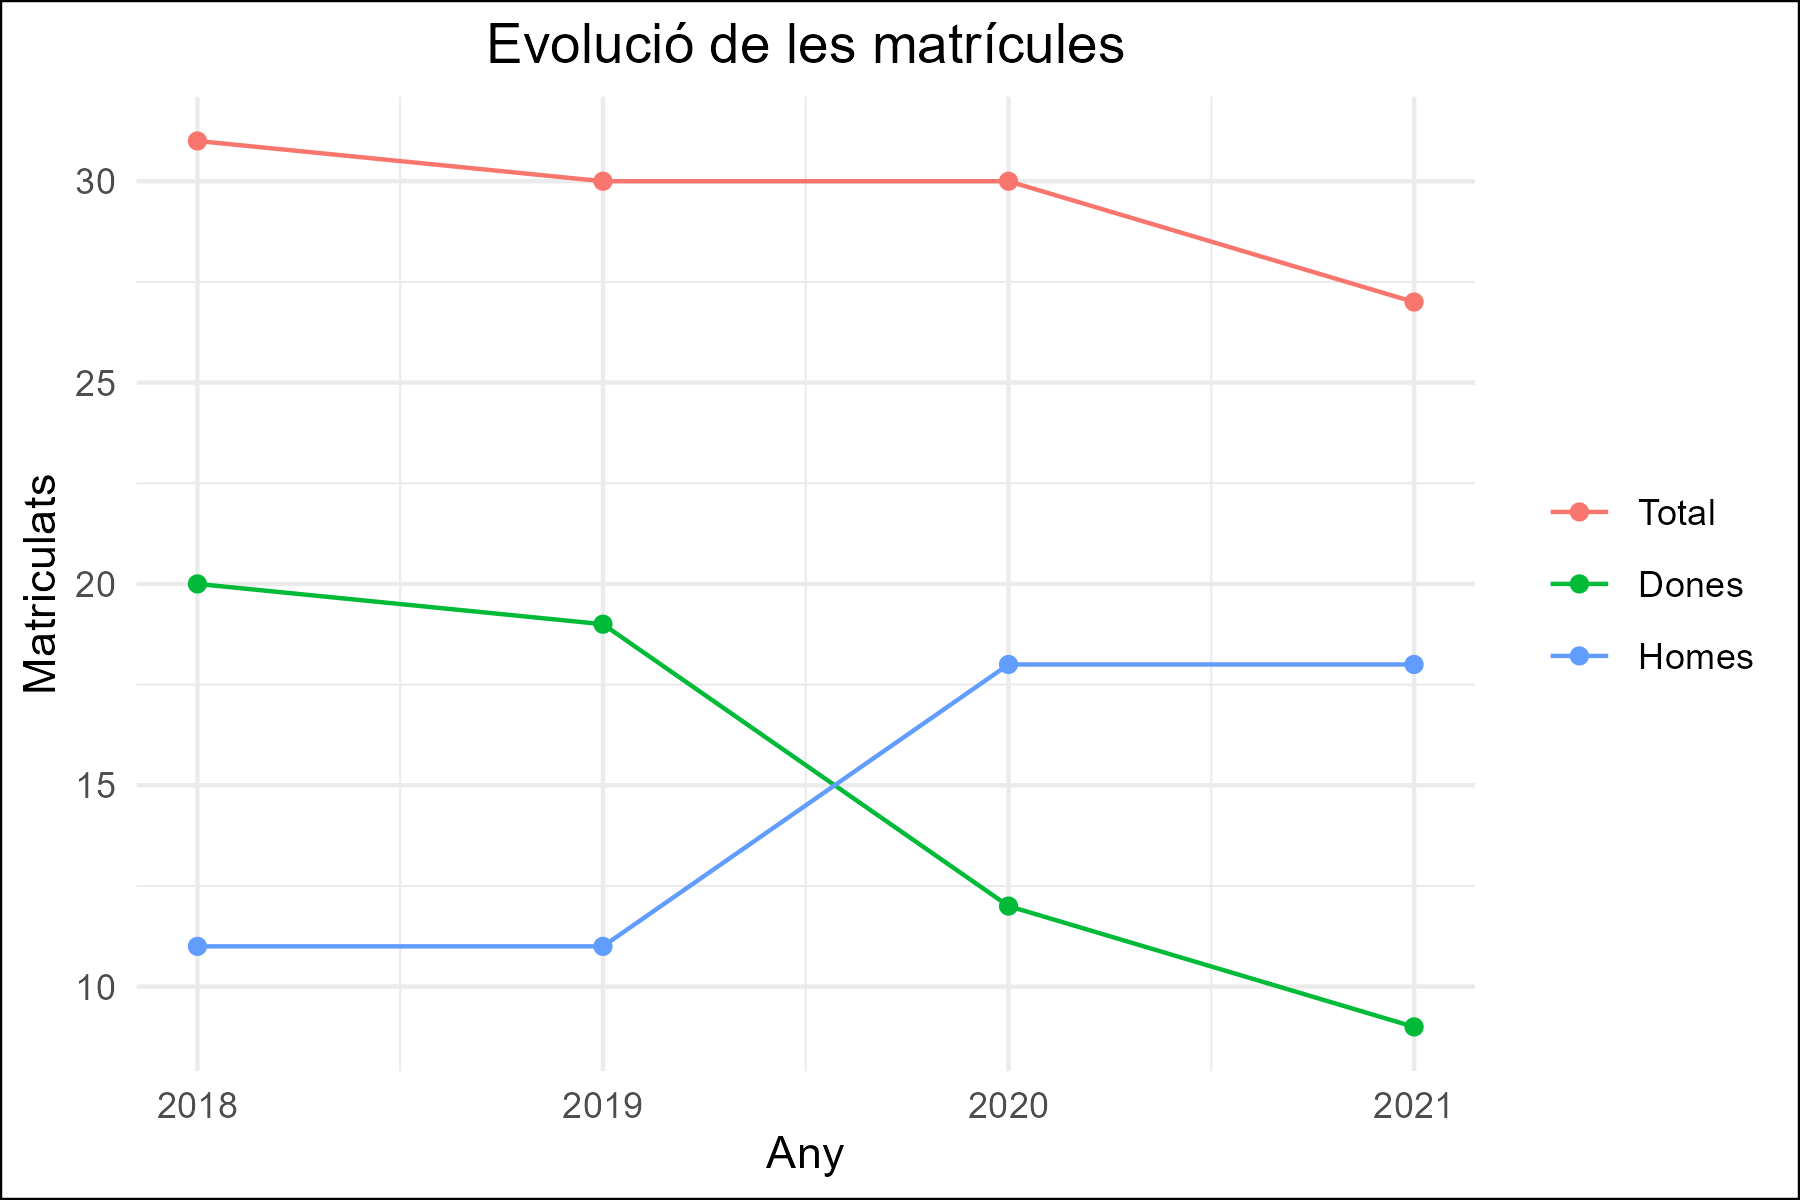 Evolució de les matrícules
Matriculats
30
25
20
15
10
2018 2019 2020 2021
Any
Total
Dones
Homes